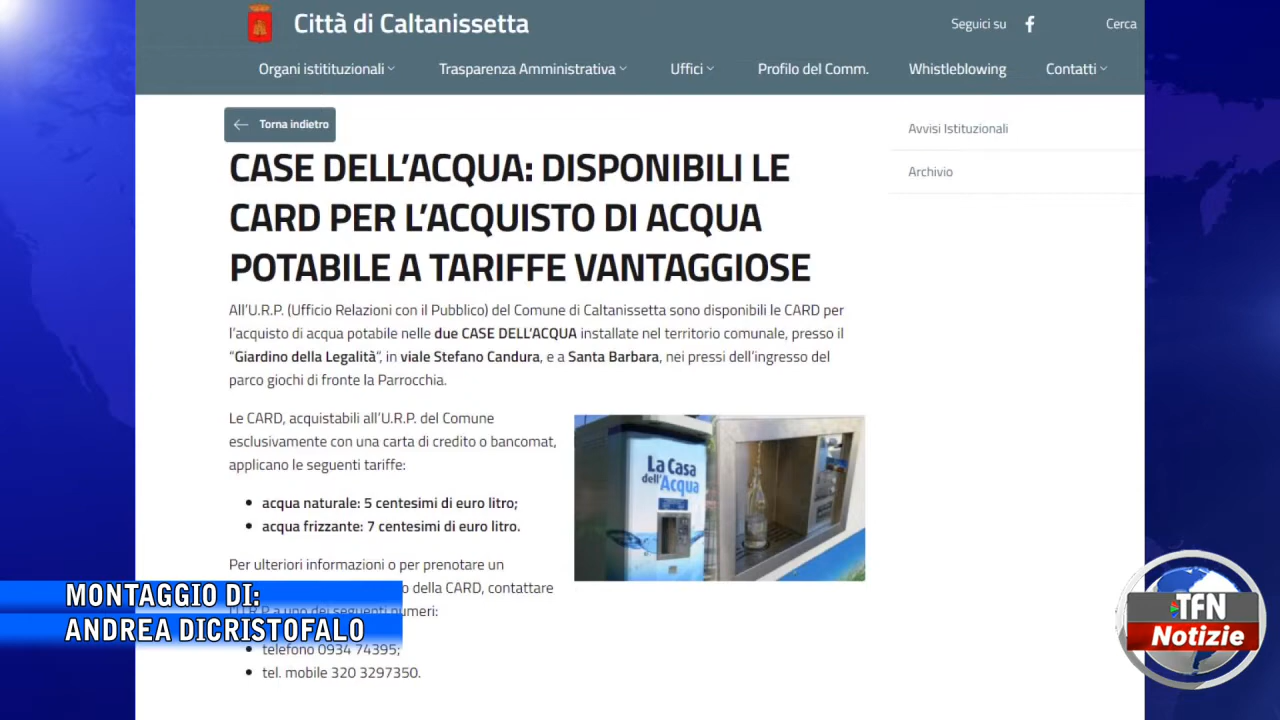 Città di Caltanissetta
Seguici su
Cerca
Organi istitituzionali
Trasparenza Amministrativa
Uffici
Profilo del Comm.
Whistleblowing
Contatti
Torna indietro
Avvisi Istituzionali
Archivio
CASE DELL'ACQUA: DISPONIBILI LE
CARD PER L'ACQUISTO DI ACQUA
POTABILE A TARIFFE VANTAGGIOSE
All'U.R.P. (Ufficio Relazioni con il Pubblico) del Comune di Caltanissetta sono disponibili le CARD per
l'acquisto di acqua potabile nelle due CASE DELL'ACQUA installate nel territorio comunale, presso il
"Giardino della Legalità", in viale Stefano Candura, e a Santa Barbara, nei pressi dell'ingresso del
parco giochi di fronte la Parrocchia.
Le CARD, acquistabili all'U.R.P. del Comune
esclusivamente con una carta di credito o bancomat,
applicano le seguenti tariffe:
acqua naturale: 5 centesimi di euro litro;
acqua frizzante: 7 centesimi di euro litro.
La Casa
dell'Acqua
Per ulteriori informazioni o per prenotare un
della CARD, contattare
l'U.R.P. a uno dei seguenti numeri:
telefono 0934 74395;
tel. mobile 320 3297350.
MONTAGGIO DI:
ANDREA DICRISTOFALO
TFN
Notizie